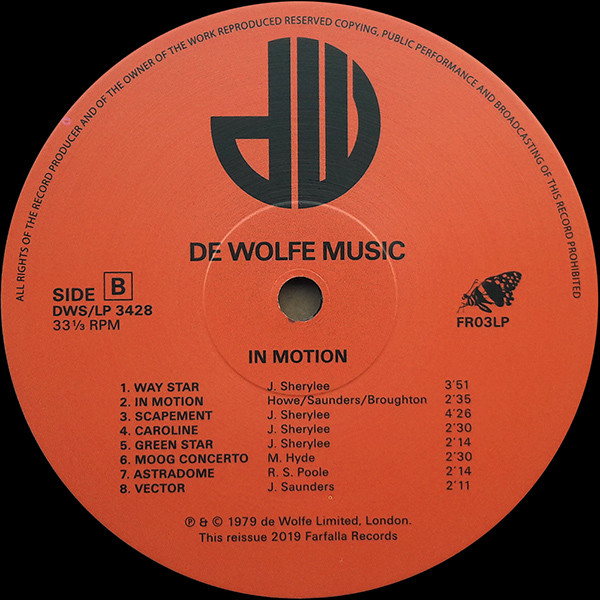 ALL RIGHTS OF THE RECORD PRODUCER AND OF THE OWNER OF THE WORK REPRODUCED RESERVED COPYING, PUBLIC PERFORMANCE AND BROADCASTING OF THIS RECORD PROHIBITED
dw
DE WOLFE MUSIC
SIDE B
DWS/LP 3428
33⅓ RPM
FR03LP
IN MOTION
1. WAY STAR J. Sherylee 3'51
2. IN MOTION Howe/Saunders/Broughton 2'35
3. SCAPEMENT J. Sherylee 4'26
4. CAROLINE J. Sherylee 2'30
5. GREEN STAR J. Sherylee 2'14
6. MOOG CONCERTO M. Hyde 2'30
7. ASTRADOME R. S. Poole 2'14
8. VECTOR J. Saunders 2'11
℗ & © 1979 de Wolfe Limited, London.
This reissue 2019 Farfalla Records